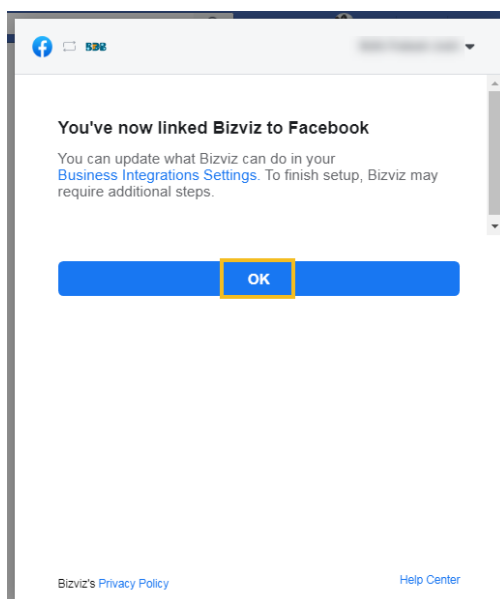 You've now linked Bizviz to Facebook
You can update what Bizviz can do in your
Business Integrations Settings. To finish setup, Bizviz may
require additional steps.
OK
Bizviz's Privacy Policy
Help Center